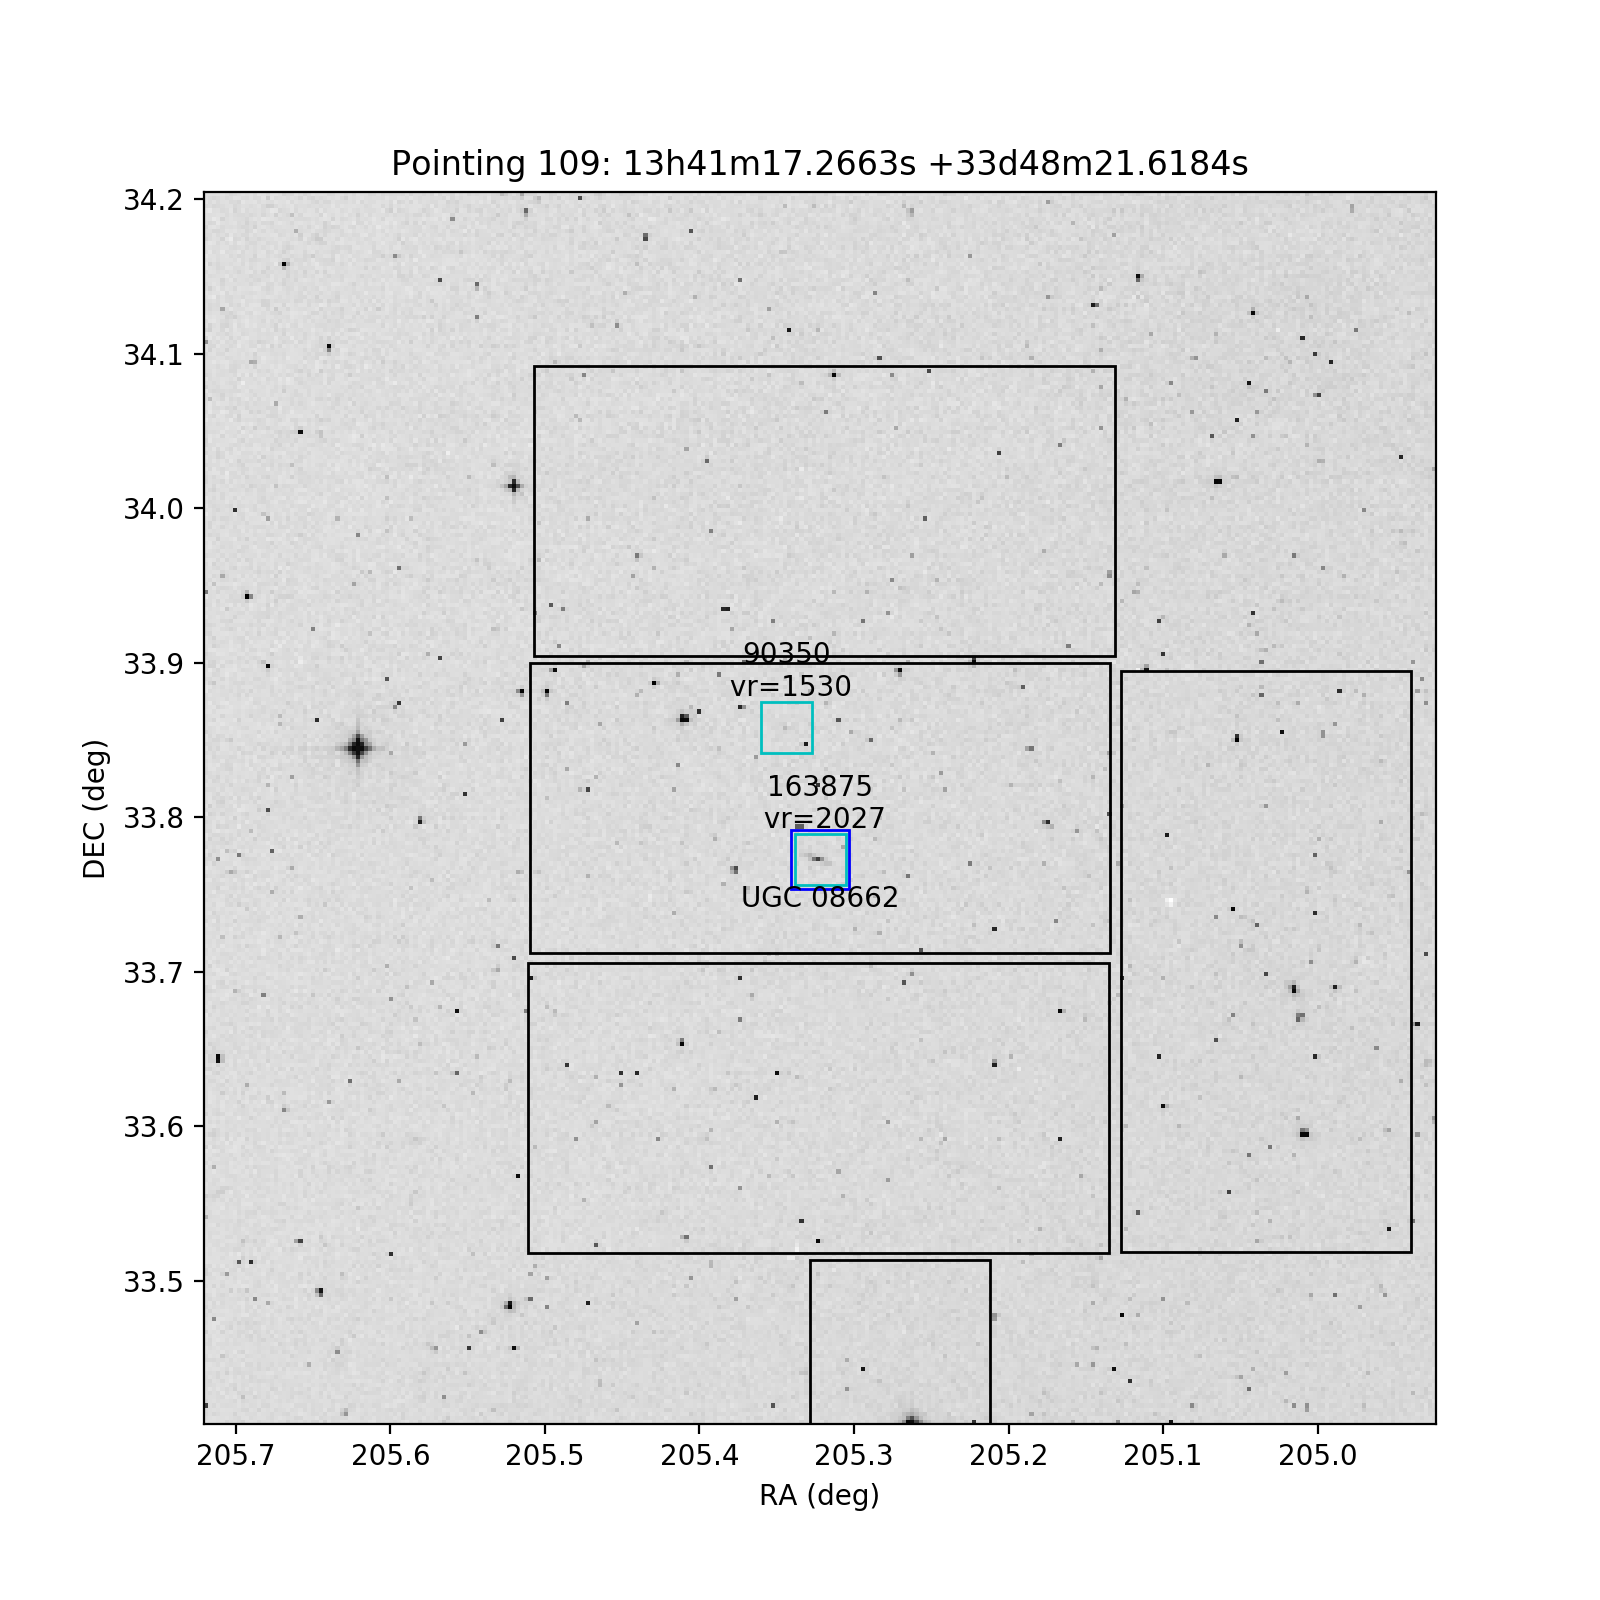 Pointing 109: 13h41m17.2663s +33d48m21.6184s
34.2
34.1
34.0
33.9
33.8
33.7
33.6
33.5
DEC (deg)
90350
vr=1530
163875
vr=2027
UGC 08662
205.7 205.6 205.5 205.4 205.3 205.2 205.1 205.0
RA (deg)